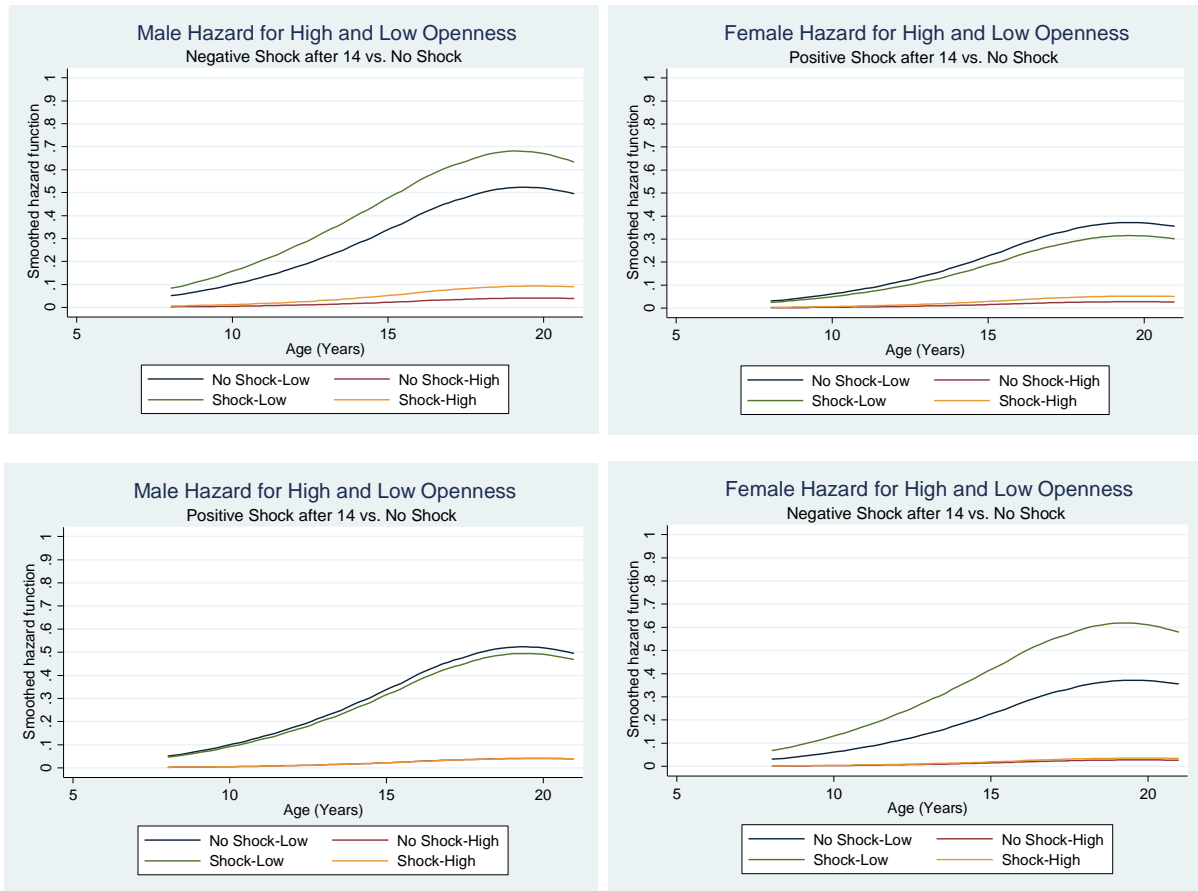 Male Hazard for High and Low Openness
Negative Shock after 14 vs. No Shock
Smoothed hazard function
0 .1 .2 .3 .4 .5 .6 .7 .8 .9 1
5 10 15 20
Age (Years)
No Shock-Low No Shock-High
Shock-Low Shock-High
Female Hazard for High and Low Openness
Positive Shock after 14 vs. No Shock
Smoothed hazard function
0 .1 .2 .3 .4 .5 .6 .7 .8 .9 1
5 10 15 20
Age (Years)
No Shock-Low No Shock-High
Shock-Low Shock-High
Male Hazard for High and Low Openness
Positive Shock after 14 vs. No Shock
Smoothed hazard function
0 .1 .2 .3 .4 .5 .6 .7 .8 .9 1
5 10 15 20
Age (Years)
No Shock-Low No Shock-High
Shock-Low Shock-High
Female Hazard for High and Low Openness
Negative Shock after 14 vs. No Shock
Smoothed hazard function
0 .1 .2 .3 .4 .5 .6 .7 .8 .9 1
5 10 15 20
Age (Years)
No Shock-Low No Shock-High
Shock-Low Shock-High